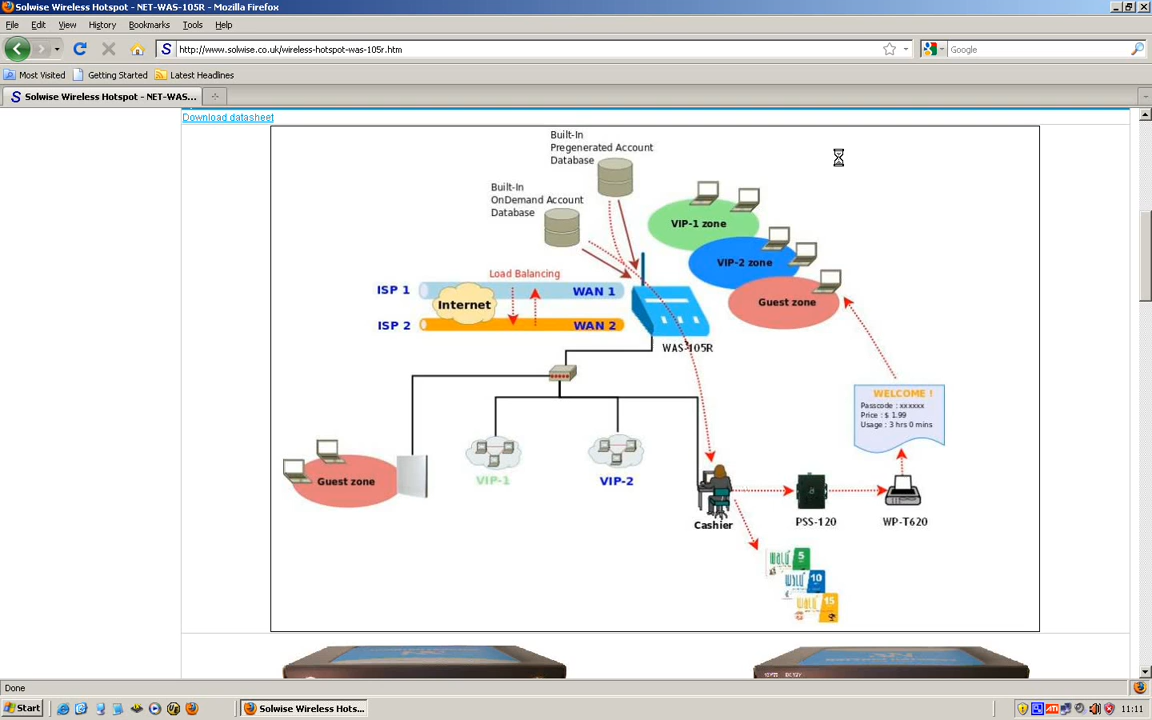 Solwise Wireless Hotspot - NET-WAS-105R - Mozilla Firefox
File Edit View History Bookmarks Tools Help
S http://www.solwise.co.uk/wireless-hotspot-was-105r.htm Google
Most Visited Getting Started Latest Headlines
S Solwise Wireless Hotspot - NET-WAS...
Download datasheet
Built-In
Pregenerated Account
Database
Built-In
OnDemand Account
Database
VIP-1 zone
VIP-2 zone
Guest zone
Load Balancing
ISP 1 WAN 1
Internet
ISP 2 WAN 2
WAS-105R
WELCOME !
Passcode : xxxxxx
Price : $ 1.99
Usage : 3 hrs 0 mins
Guest zone
VIP-1
VIP-2
Cashier
PSS-120
WP-T620
5
10
15
Done
Start Solwise Wireless Hots... 11:11